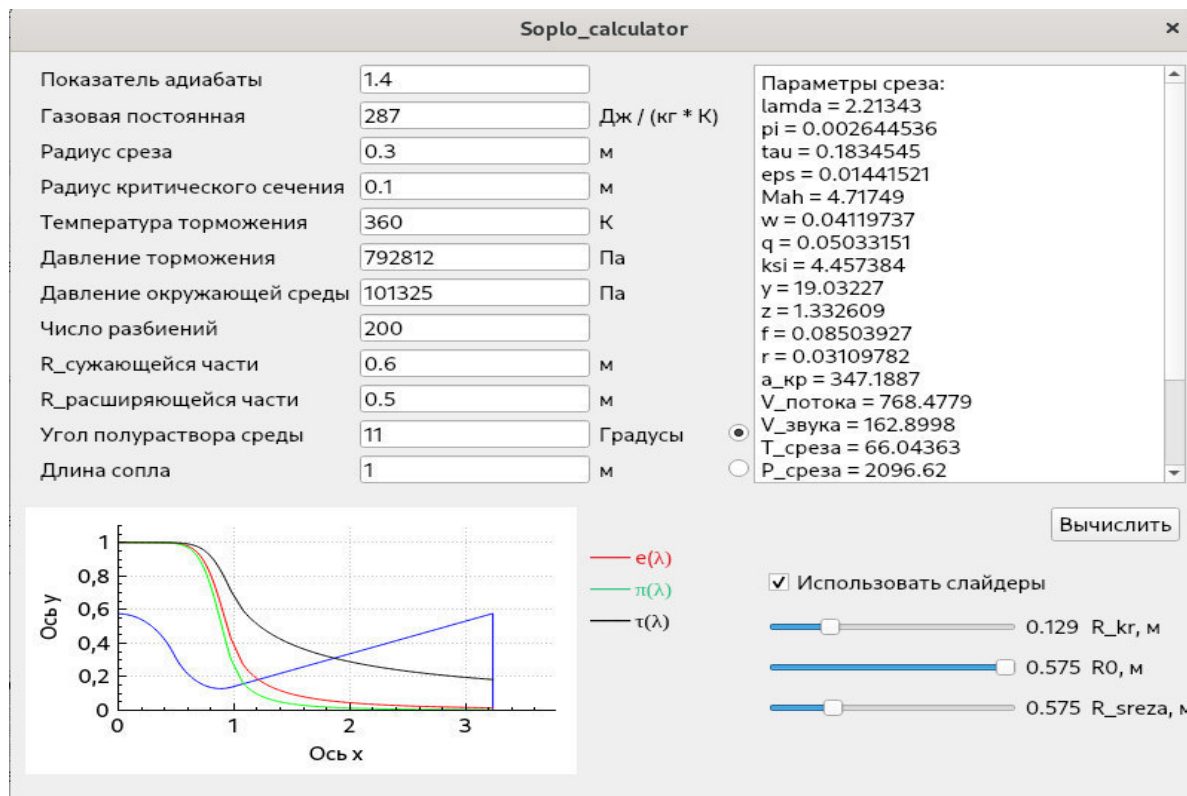 Soplo_calculator ×
Показатель адиабаты 1.4
Газовая постоянная 287 Дж / (кг * К)
Радиус среза 0.3 м
Радиус критического сечения 0.1 м
Температура торможения 360 К
Давление торможения 792812 Па
Давление окружающей среды 101325 Па
Число разбиений 200
R_сужающейся части 0.6 м
R_расширяющейся части 0.5 м
Угол полураствора среды 11 Градусы
Длина сопла 1 м
Параметры среза:
lamda = 2.21343
pi = 0.002644536
tau = 0.1834545
eps = 0.01441521
Mah = 4.71749
w = 0.04119737
q = 0.05033151
ksi = 4.457384
y = 19.03227
z = 1.332609
f = 0.08503927
r = 0.03109782
а_кр = 347.1887
V_потока = 768.4779
V_звука = 162.8998
T_среза = 66.04363
P_среза = 2096.62
Вычислить
Ось y
1
0,8
0,6
0,4
0,2
0
0 1 2 3
Ось x
e(λ)
π(λ)
τ(λ)
Использовать слайдеры
0.129 R_kr, м
0.575 R0, м
0.575 R_sreza, м